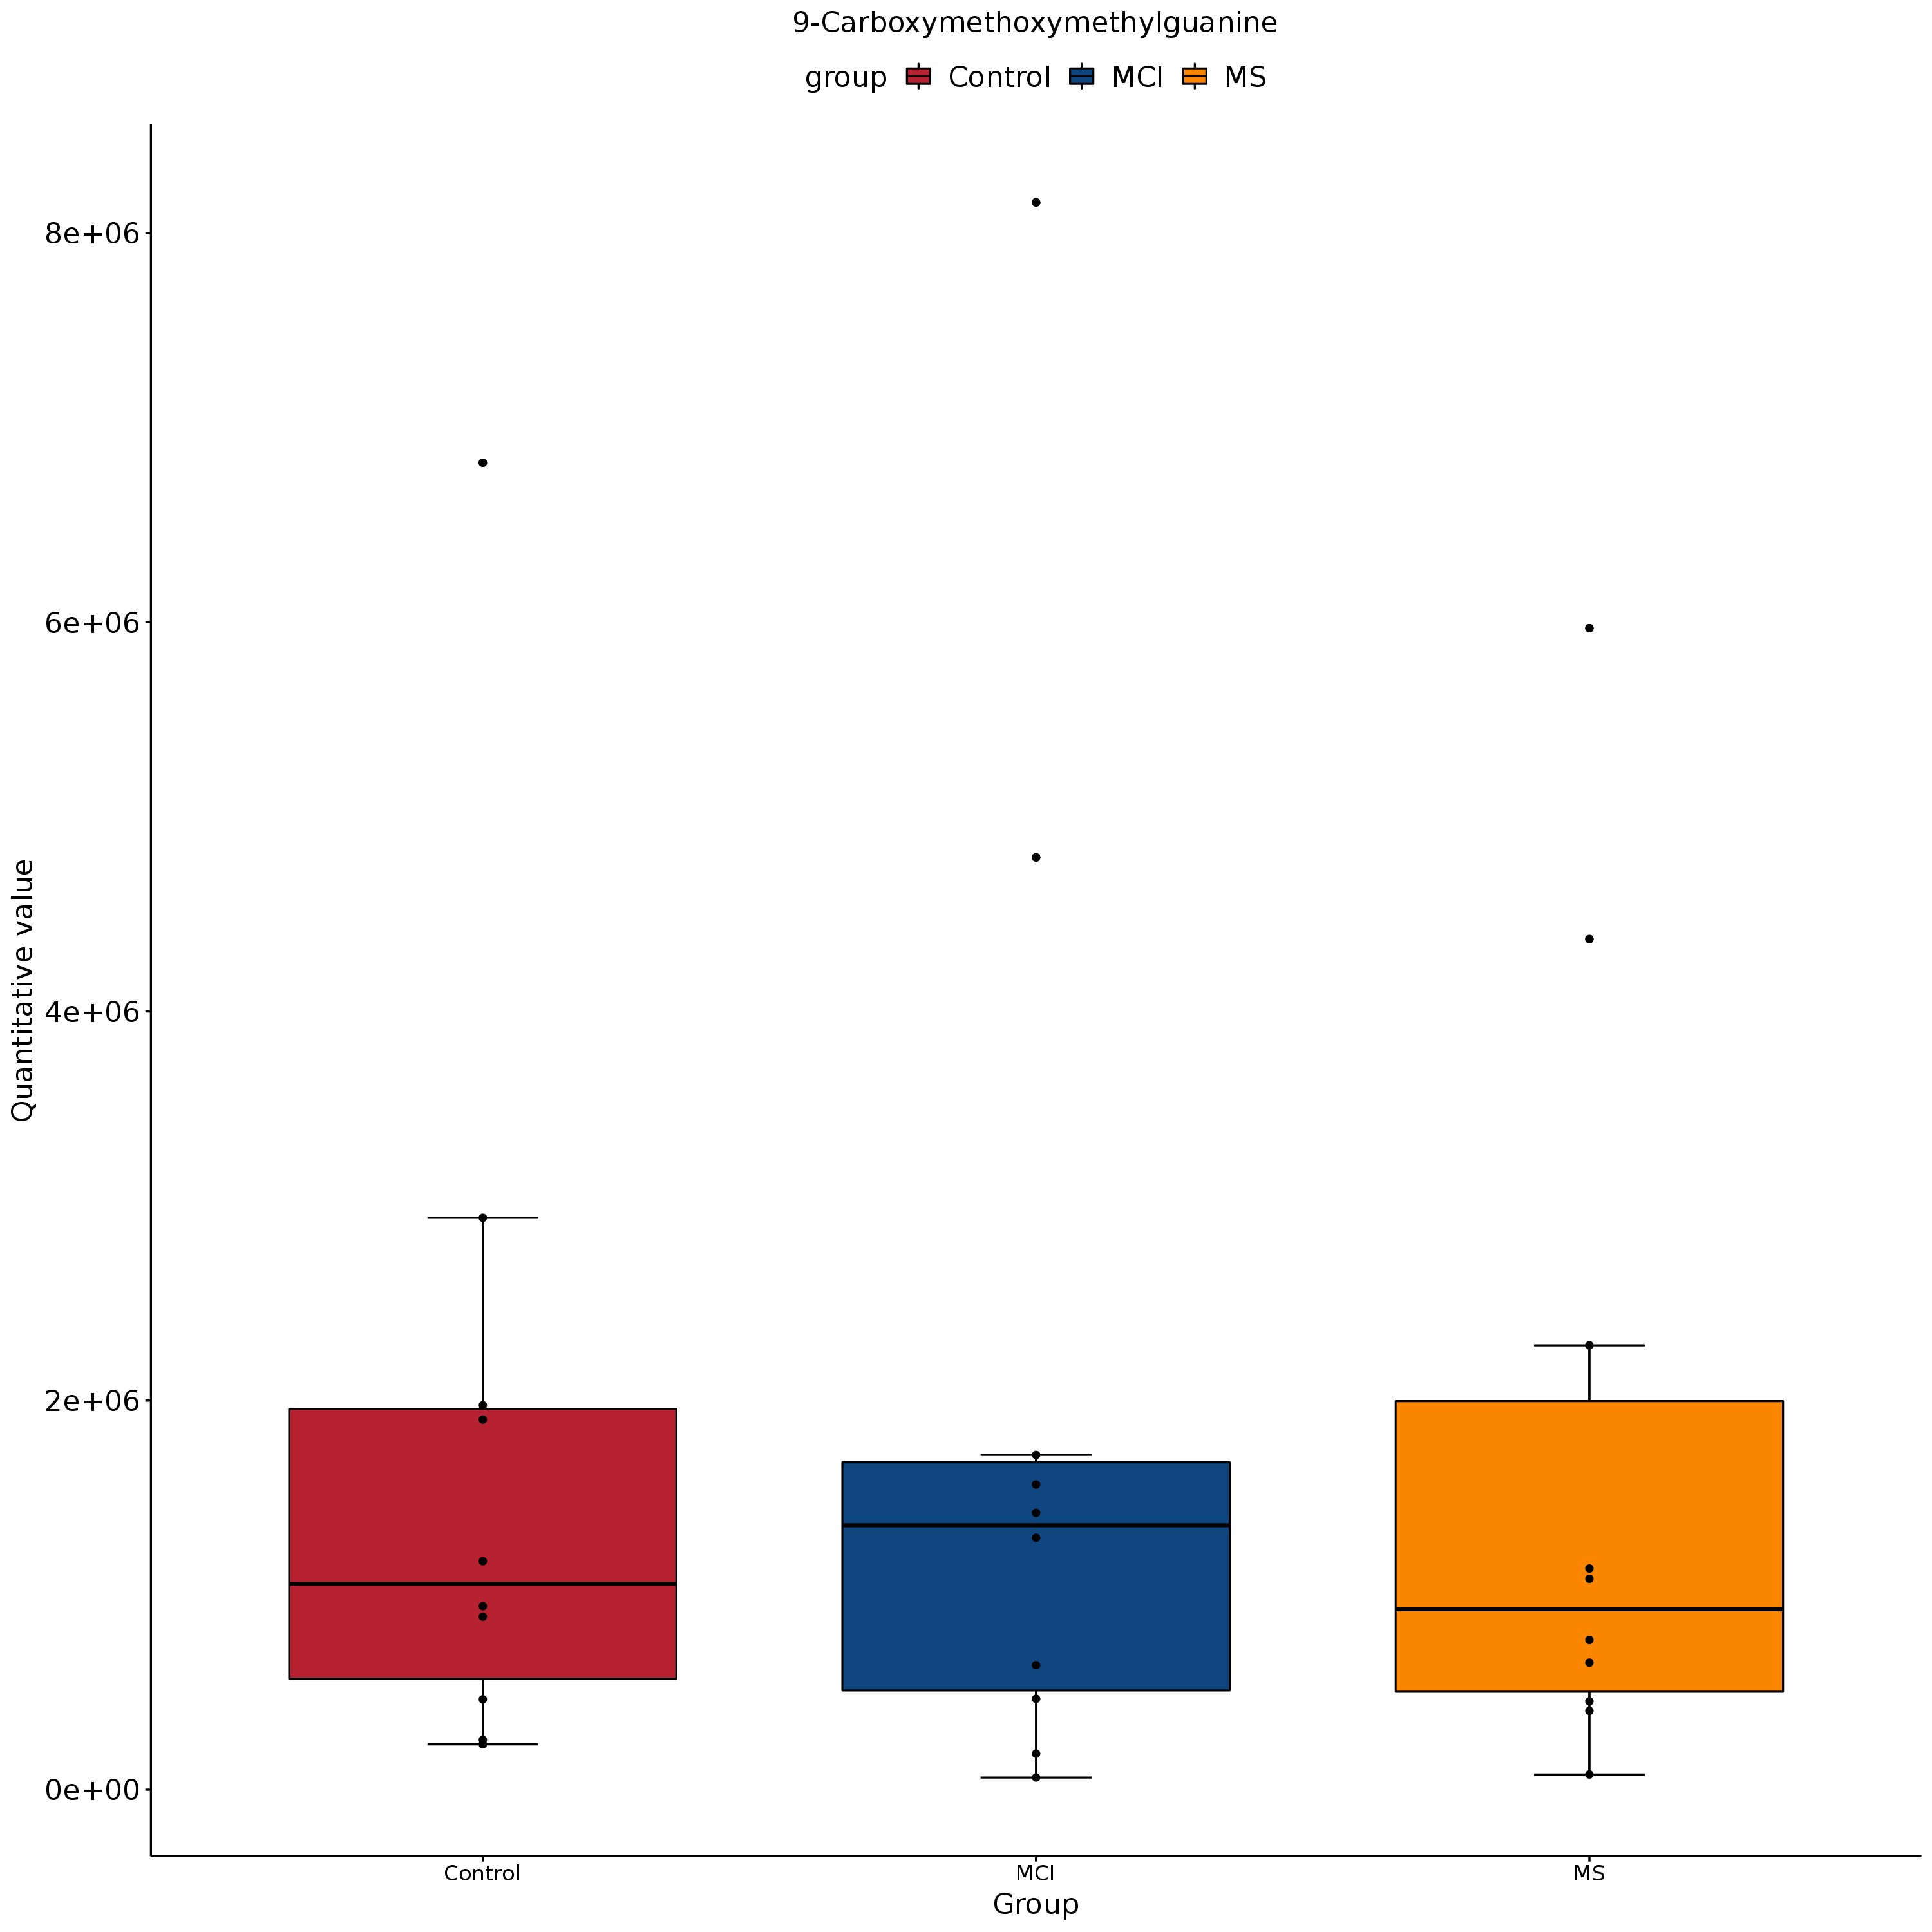 9-Carboxymethoxymethylguanine
group Control MCI MS
8e+06
6e+06
4e+06
2e+06
0e+00
Quantitative value
Control MCI MS
Group